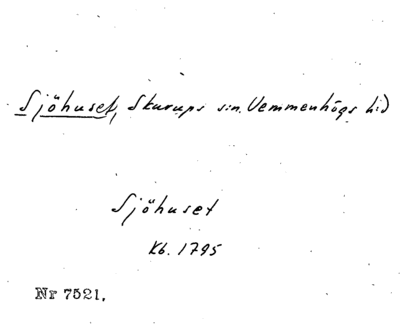 Sjöhuset, Skurups sn. Vemmenhögs hd
Sjöhuset
Kb. 1795
Nr 7521.